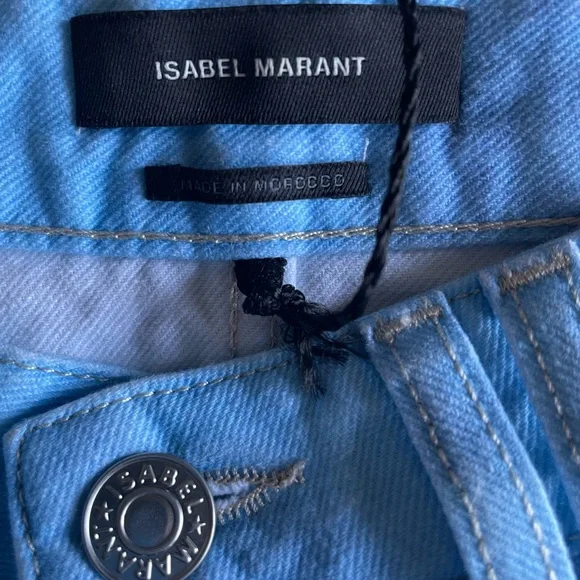 ISABEL MARANT
MADE IN MOROCCO
★ ISABEL ★ MARANT